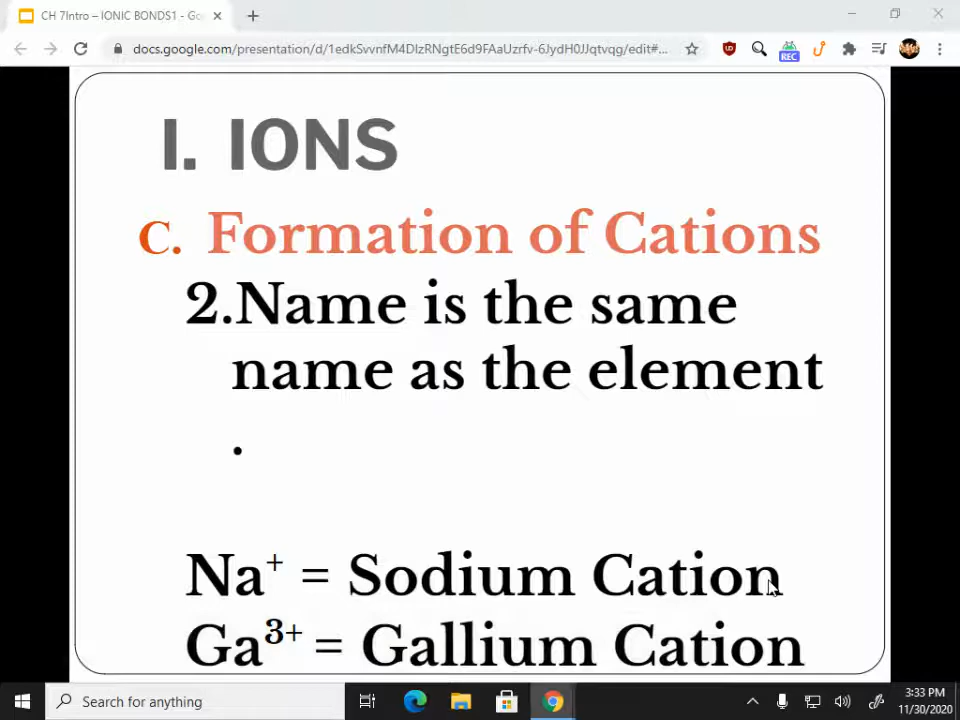 CH 7Intro – IONIC BONDS1 - Go
docs.google.com/presentation/d/1edkSvvnfM4DlzRNgtE6d9FAaUzrfv-6JydH0JJqtvqg/edit#...
REC
I. IONS
C. Formation of Cations
2.Name is the same
name as the element
.
Na⁺ = Sodium Cation
Ga³⁺ = Gallium Cation
Search for anything
3:33 PM
11/30/2020